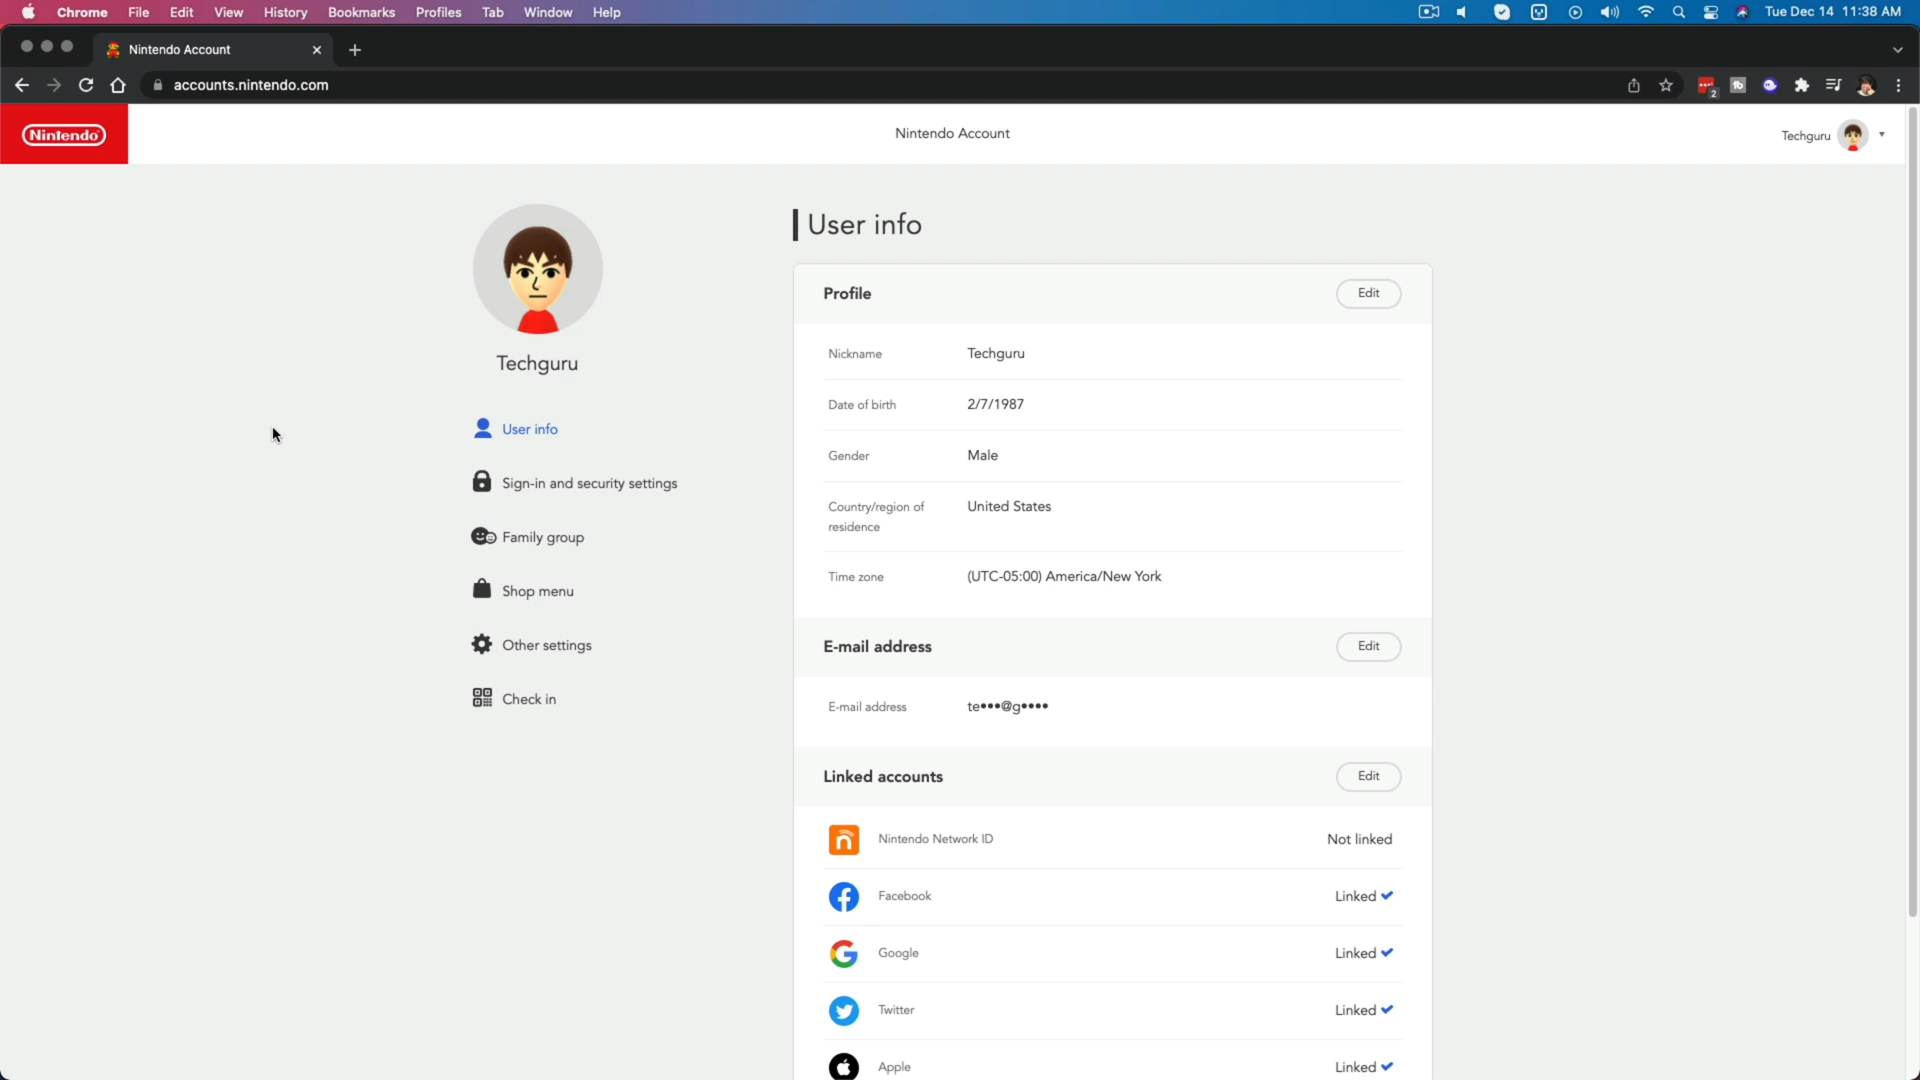 Chrome File Edit View History Bookmarks Profiles Tab Window Help Tue Dec 14 11:38 AM
Nintendo Account
accounts.nintendo.com
2
Nintendo
Nintendo Account
Techguru
Techguru
User info
Sign-in and security settings
Family group
Shop menu
Other settings
Check in
User info
Profile Edit
Nickname Techguru
Date of birth 2/7/1987
Gender Male
Country/region of
residence United States
Time zone (UTC-05:00) America/New York
E-mail address Edit
E-mail address te•••@g••••
Linked accounts Edit
Nintendo Network ID Not linked
Facebook Linked
Google Linked
Twitter Linked
Apple Linked